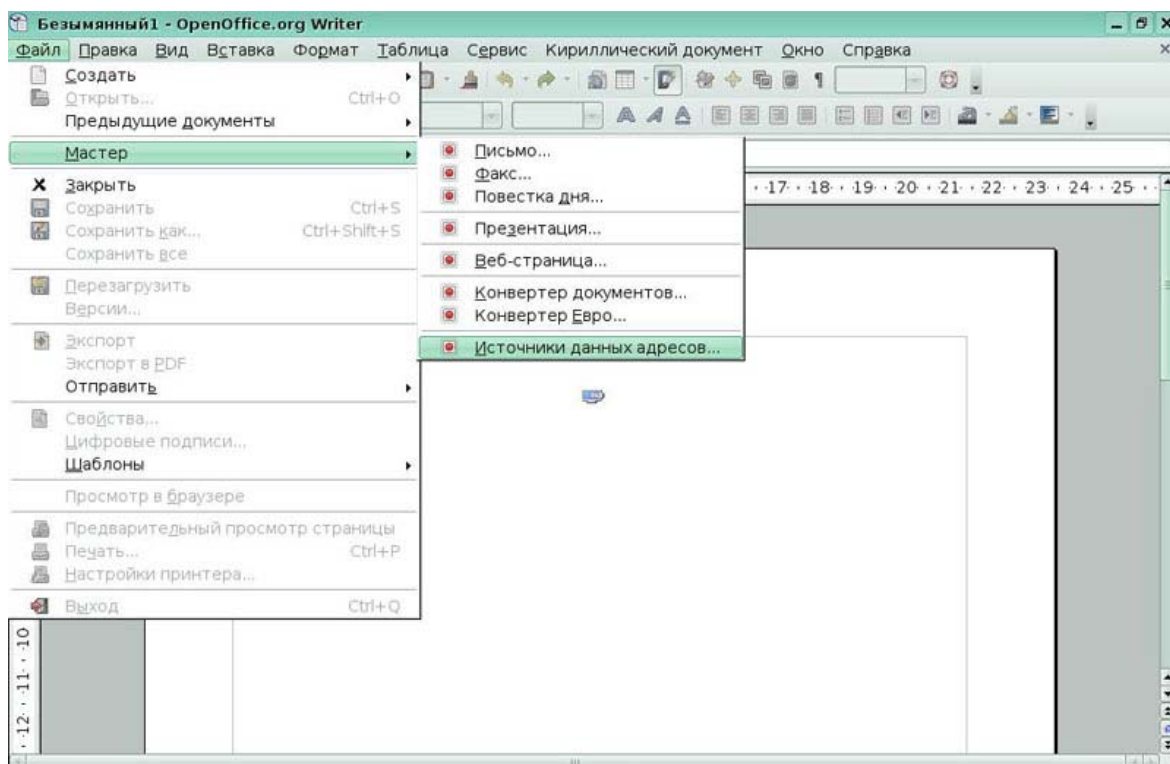 Безымянный1 - OpenOffice.org Writer
Файл Правка Вид Вставка Формат Таблица Сервис Кириллический документ Окно Справка
Создать
Открыть... Ctrl+O
Предыдущие документы
Мастер
Закрыть
Сохранить Ctrl+S
Сохранить как... Ctrl+Shift+S
Сохранить все
Перезагрузить
Версии...
Экспорт
Экспорт в PDF
Отправить
Свойства...
Цифровые подписи...
Шаблоны
Просмотр в браузере
Предварительный просмотр страницы
Печать... Ctrl+P
Настройки принтера...
Выход Ctrl+Q
Письмо...
Факс...
Повестка дня...
Презентация...
Веб-страница...
Конвертер документов...
Конвертер Евро...
Источники данных адресов...
17 18 19 20 21 22 23 24 25
10
11
12